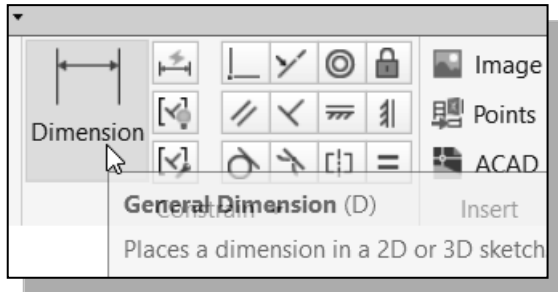 Dimension
Image
Points
ACAD
Constrain
Insert
General Dimension (D)
Places a dimension in a 2D or 3D sketch